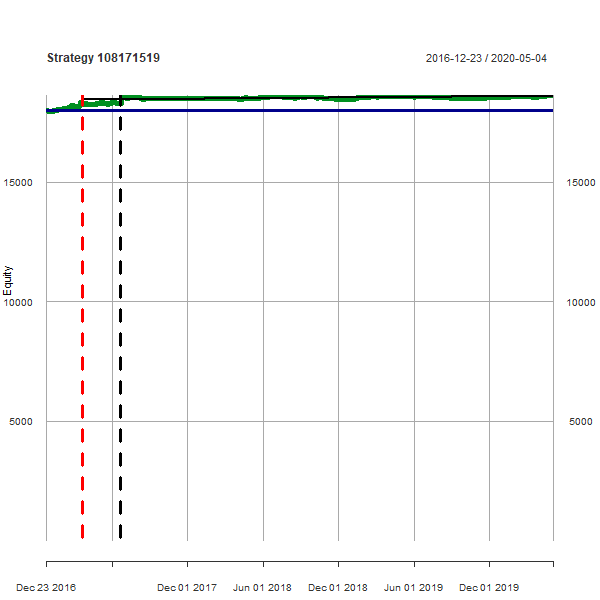 Strategy 108171519
2016-12-23 / 2020-05-04
15000
15000
Equity
10000
10000
5000
5000
Dec 23 2016
Dec 01 2017
Jun 01 2018
Dec 01 2018
Jun 01 2019
Dec 01 2019